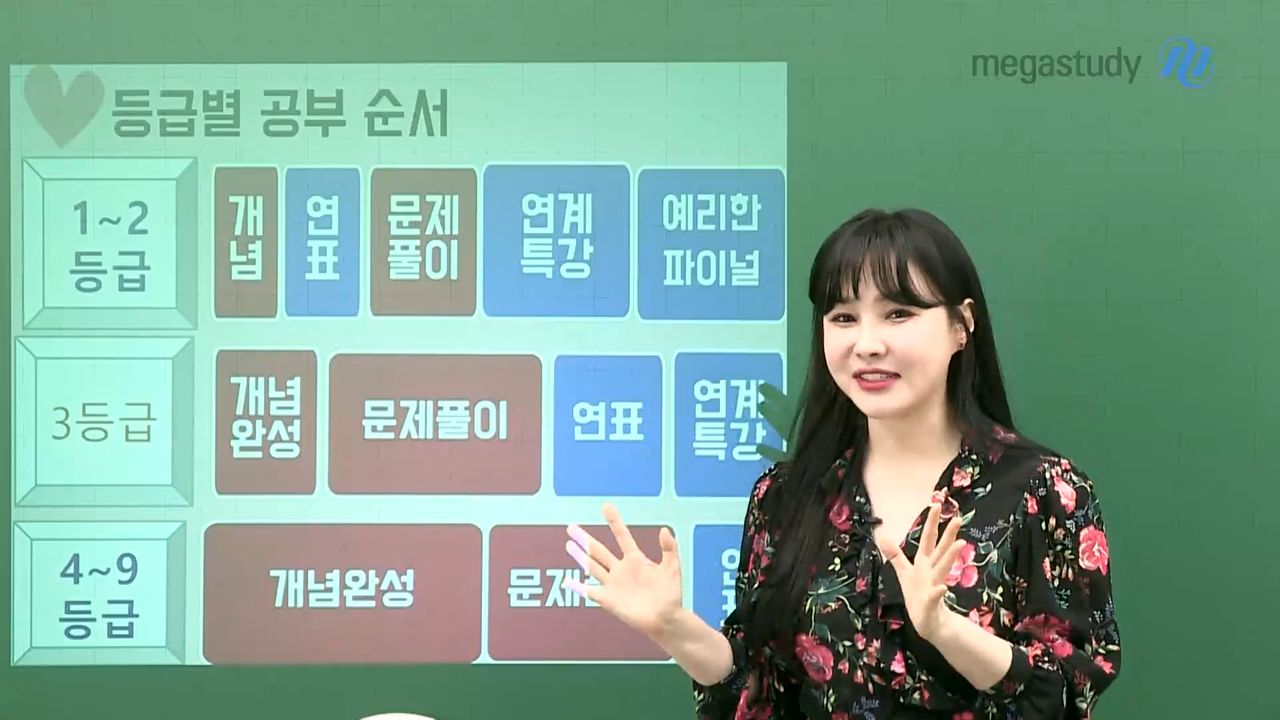 megastudy
등급별 공부 순서
1~2
등급
개
념
연
표
문제
풀이
연계
특강
예리한
파이널
3등급
개념
완성
문제풀이
연표
연계
특강
4~9
등급
개념완성
문제